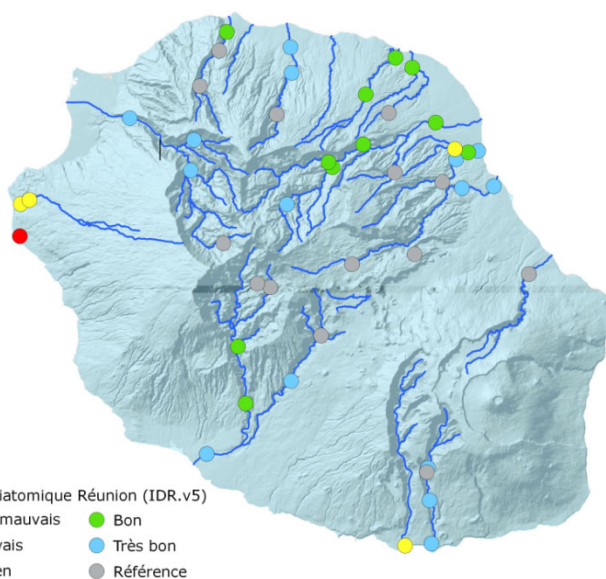 iatomique Réunion (IDR.v5)
mauvais Bon
vais Très bon
en Référence